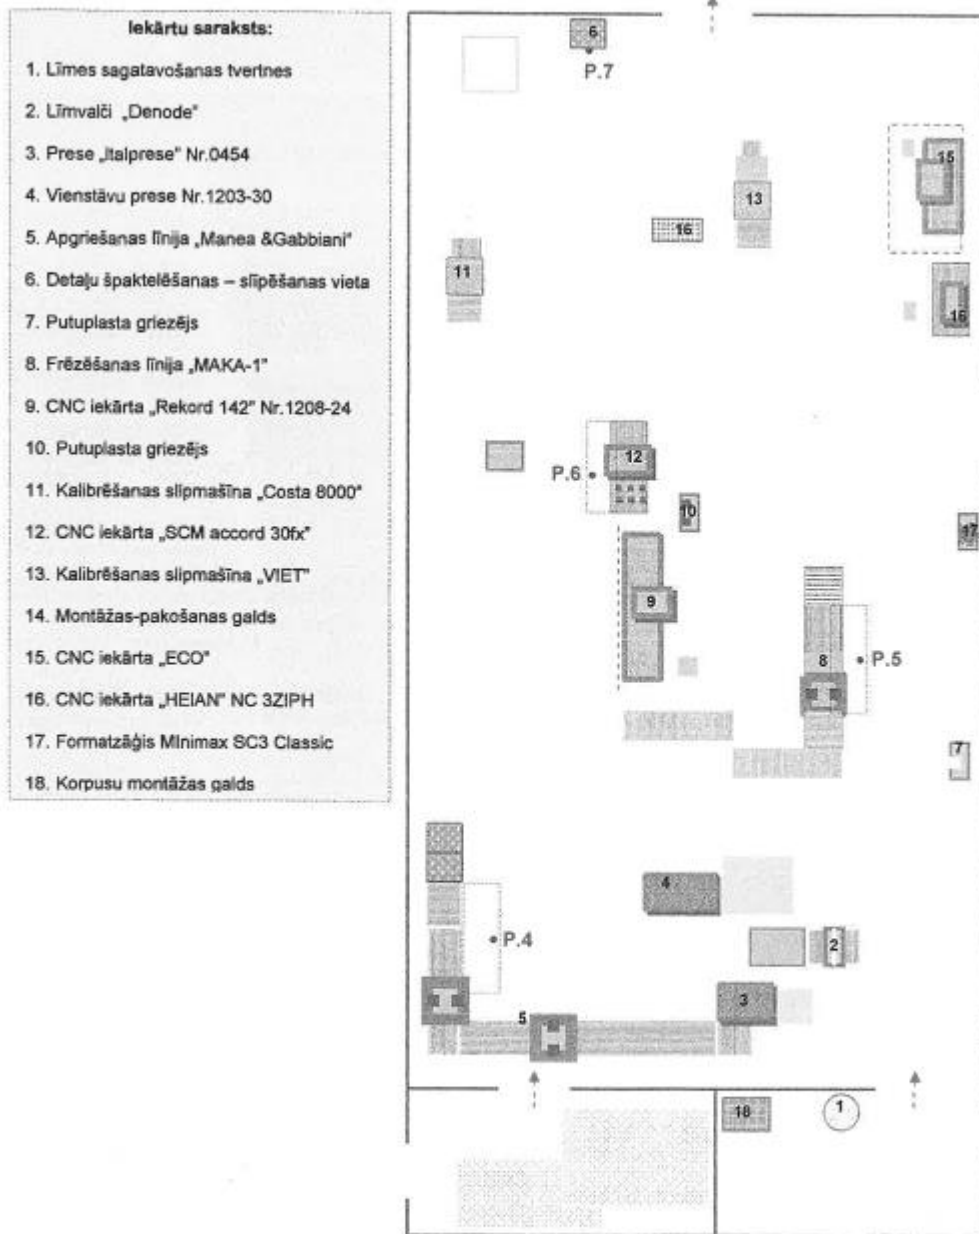 Iekārtu saraksts:
1. Līmes sagatavošanas tvertnes
2. Līmvalči „Denode"
3. Prese „Italprese" Nr.0454
4. Vienstāvu prese Nr.1203-30
5. Apgriešanas līnija „Manea &Gabbiani"
6. Detaļu špaktelēšanas – slīpēšanas vieta
7. Putuplasta griezējs
8. Frēzēšanas līnija „MAKA-1"
9. CNC iekārta „Rekord 142" Nr.1208-24
10. Putuplasta griezējs
11. Kalibrēšanas slīpmašīna „Costa 8000"
12. CNC iekārta „SCM accord 30fx"
13. Kalibrēšanas slīpmašīna „VIET"
14. Montāžas-pakošanas galds
15. CNC iekārta „ECO"
16. CNC iekārta „HEIAN" NC 3ZIPH
17. Formatzāģis Minimax SC3 Classic
18. Korpusu montāžas galds
6
P.7
15
13
16
11
16
12
P.6
10
17
9
8
P.5
7
4
P.4
2
3
5
18
1